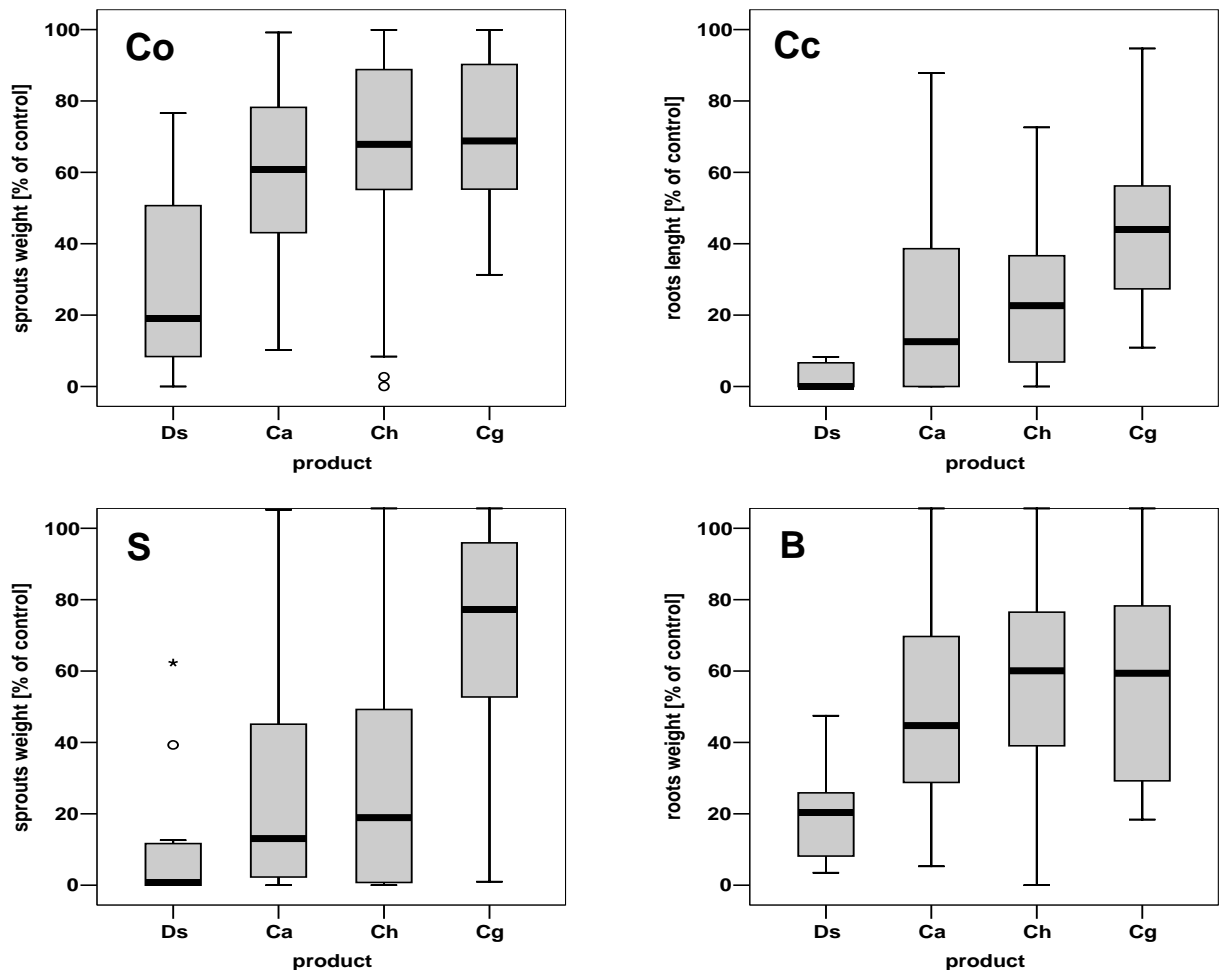 Co
sprouts weight [% of control]
100
80
60
40
20
0
Ds Ca Ch Cg
product
Cc
roots lenght [% of control]
100
80
60
40
20
0
Ds Ca Ch Cg
product
S
sprouts weight [% of control]
100
80
60
40
20
0
*
Ds Ca Ch Cg
product
B
roots weight [% of control]
100
80
60
40
20
0
Ds Ca Ch Cg
product